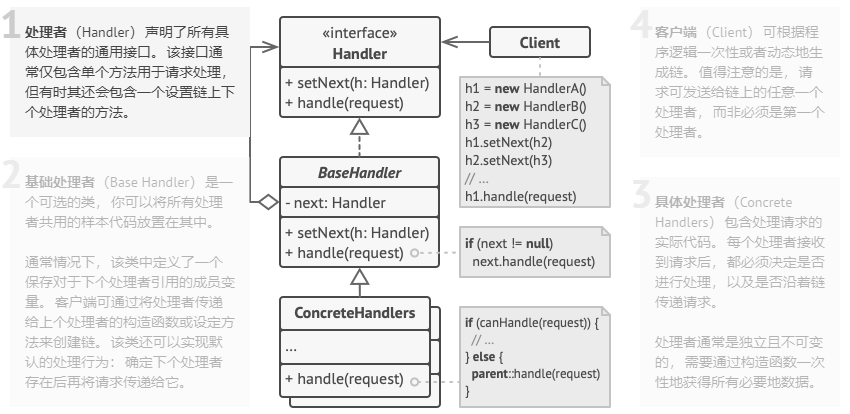 1
处理者 （Handler） 声明了所有具
体处理者的通用接口。 该接口通
常仅包含单个方法用于请求处理，
但有时其还会包含一个设置链上下
个处理者的方法。
2
基础处理者 （Base Handler） 是一
个可选的类， 你可以将所有处理
者共用的样本代码放置在其中。
通常情况下， 该类中定义了一个
保存对于下个处理者引用的成员变
量。 客户端可通过将处理者传递
给上个处理者的构造函数或设定方
法来创建链。 该类还可以实现默
认的处理行为： 确定下个处理者
存在后再将请求传递给它。
«interface»
Handler
+ setNext(h: Handler)
+ handle(request)
BaseHandler
- next: Handler
+ setNext(h: Handler)
+ handle(request)
ConcreteHandlers
...
+ handle(request)
Client
h1 = new HandlerA()
h2 = new HandlerB()
h3 = new HandlerC()
h1.setNext(h2)
h2.setNext(h3)
// ...
h1.handle(request)
if (next != null)
next.handle(request)
if (canHandle(request)) {
// ...
} else {
parent::handle(request)
}
4
客户端 （Client） 可根据程
序逻辑一次性或者动态地生
成链。 值得注意的是， 请
求可发送给链上的任意一个
处理者， 而非必须是第一个
处理者。
3
具体处理者 （Concrete
Handlers） 包含处理请求的
实际代码。 每个处理者接收
到请求后， 都必须决定是否
进行处理， 以及是否沿着链
传递请求。
处理者通常是独立且不可变
的， 需要通过构造函数一次
性地获得所有必要地数据。